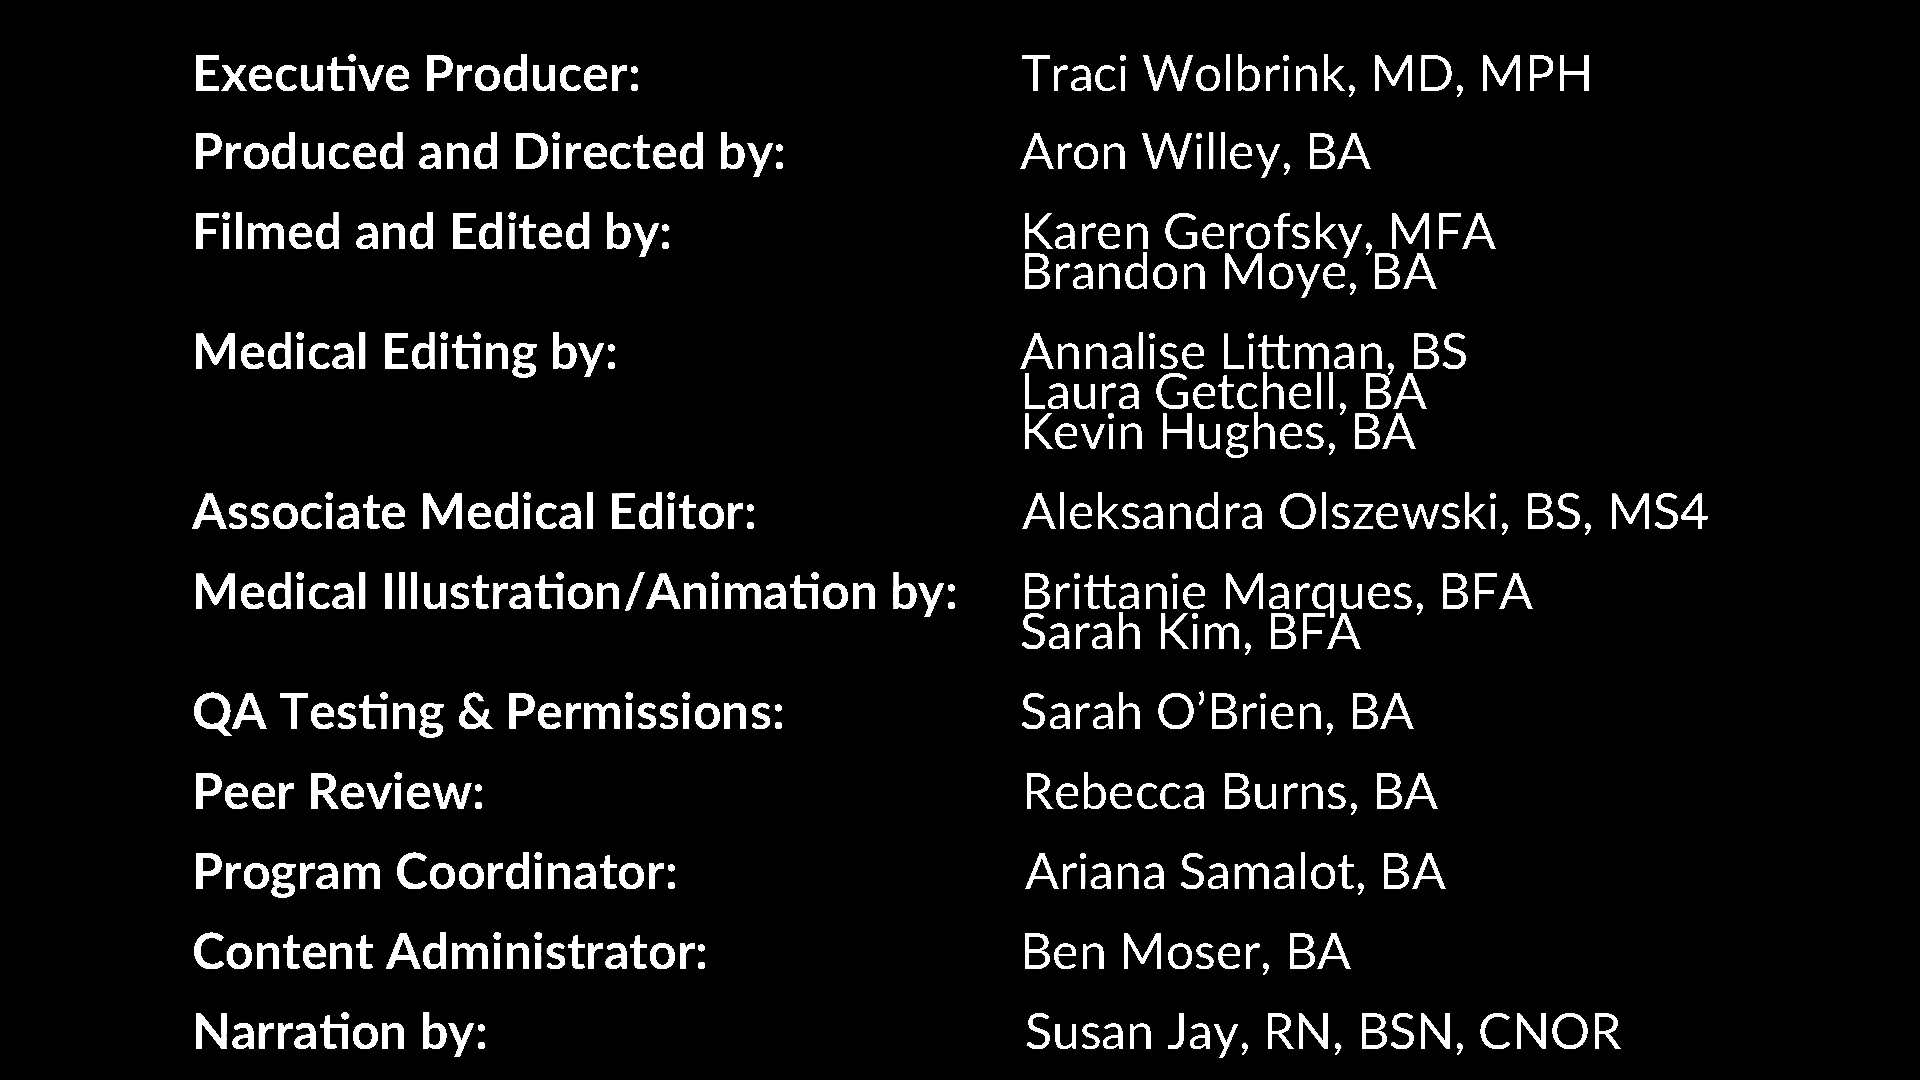 Executive Producer: Traci Wolbrink, MD, MPH
Produced and Directed by: Aron Willey, BA
Filmed and Edited by: Karen Gerofsky, MFA
Brandon Moye, BA
Medical Editing by: Annalise Littman, BS
Laura Getchell, BA
Kevin Hughes, BA
Associate Medical Editor: Aleksandra Olszewski, BS, MS4
Medical Illustration/Animation by: Brittanie Marques, BFA
Sarah Kim, BFA
QA Testing & Permissions: Sarah O’Brien, BA
Peer Review: Rebecca Burns, BA
Program Coordinator: Ariana Samalot, BA
Content Administrator: Ben Moser, BA
Narration by: Susan Jay, RN, BSN, CNOR